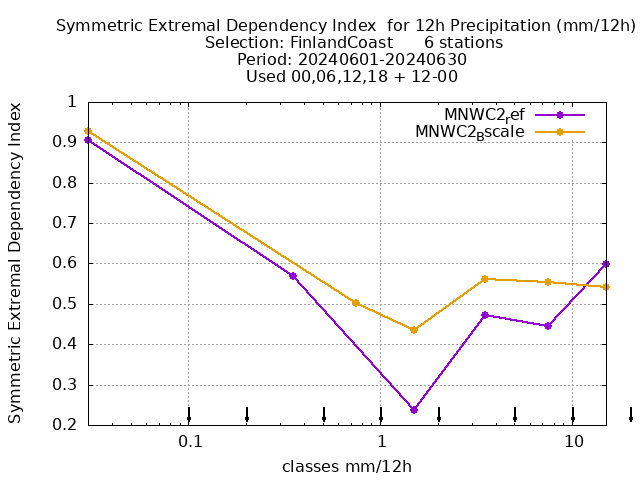 Symmetric Extremal Dependency Index  for 12h Precipitation (mm/12h)
Selection: FinlandCoast      6 stations
Period: 20240601-20240630
Used 00,06,12,18 + 12-00
Symmetric Extremal Dependency Index
1
0.9
0.8
0.7
0.6
0.5
0.4
0.3
0.2
MNWC2_ref
MNWC2_Bscale
0.1
1
10
classes mm/12h